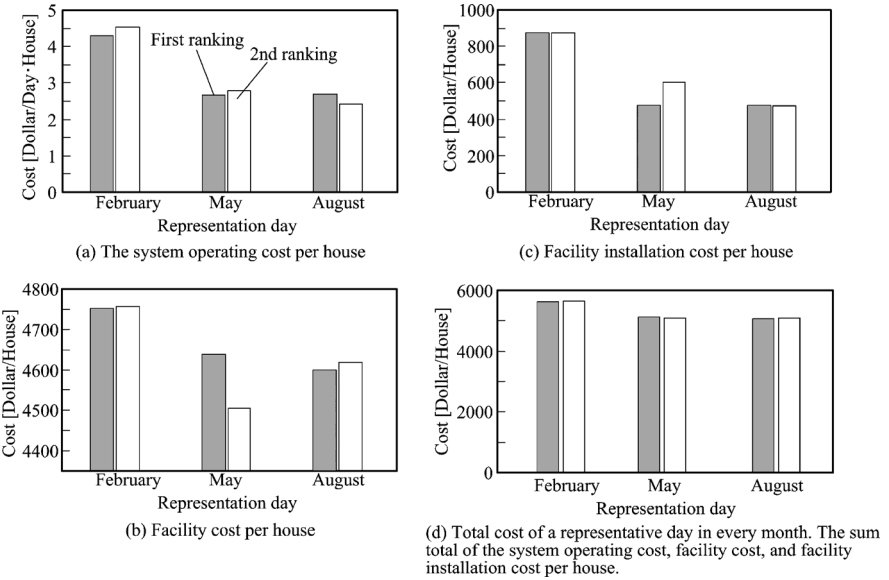 5
4
3
2
1
0
Cost [Dollar/Day·House]
First ranking
2nd ranking
February May August
Representation day
(a) The system operating cost per house
1000
800
600
400
200
0
Cost [Dollar/House]
February May August
Representation day
(c) Facility installation cost per house
4800
4700
4600
4500
4400
Cost [Dollar/House]
February May August
Representation day
(b) Facility cost per house
6000
4000
2000
0
Cost [Dollar/House]
February May August
Representation day
(d) Total cost of a representative day in every month. The sum
total of the system operating cost, facility cost, and facility
installation cost per house.